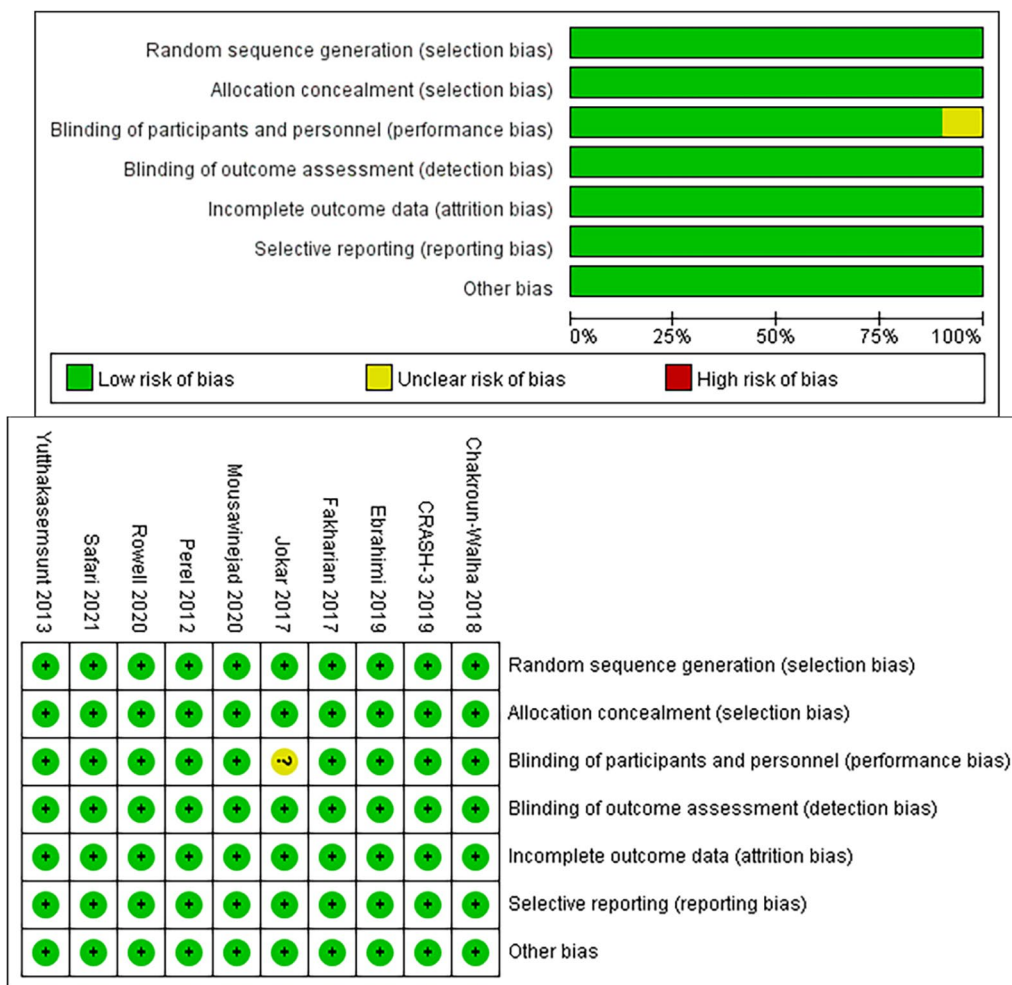 Random sequence generation (selection bias)
Allocation concealment (selection bias)
Blinding of participants and personnel (performance bias)
Blinding of outcome assessment (detection bias)
Incomplete outcome data (attrition bias)
Selective reporting (reporting bias)
Other bias
0% 25% 50% 75% 100%
Low risk of bias Unclear risk of bias High risk of bias
Yutthakasemsunt 2013
Safari 2021
Rowell 2020
Perel 2012
Mousavinejad 2020
Jokar 2017
Fakharian 2017
Ebrahimi 2019
CRASH-3 2019
Chakroun-Walha 2018
+ + + + + + + + + + Random sequence generation (selection bias)
+ + + + + + + + + + Allocation concealment (selection bias)
+ + + + + ? + + + + Blinding of participants and personnel (performance bias)
+ + + + + + + + + + Blinding of outcome assessment (detection bias)
+ + + + + + + + + + Incomplete outcome data (attrition bias)
+ + + + + + + + + + Selective reporting (reporting bias)
+ + + + + + + + + + Other bias